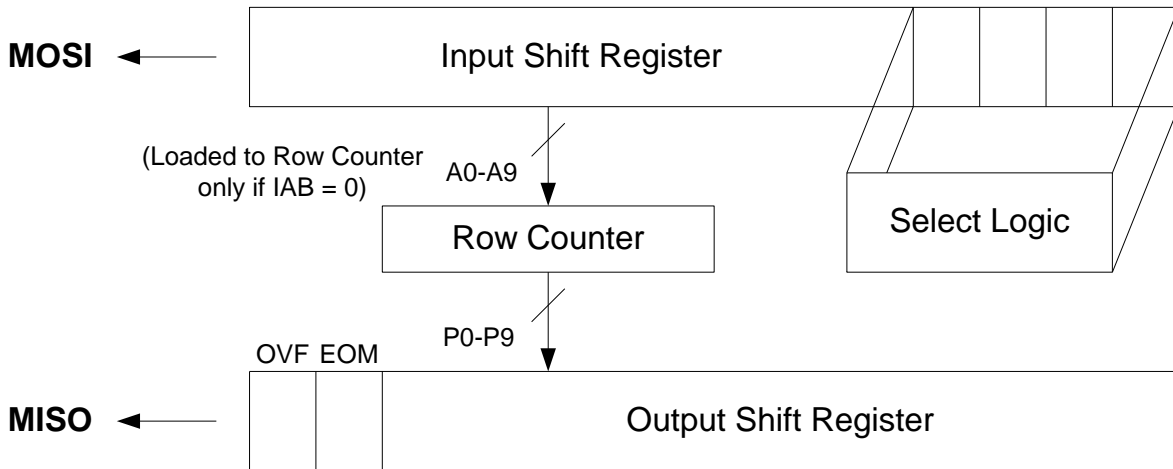 MOSI
Input Shift Register
(Loaded to Row Counter
only if IAB = 0)
A0-A9
Row Counter
Select Logic
P0-P9
OVF EOM
MISO
Output Shift Register